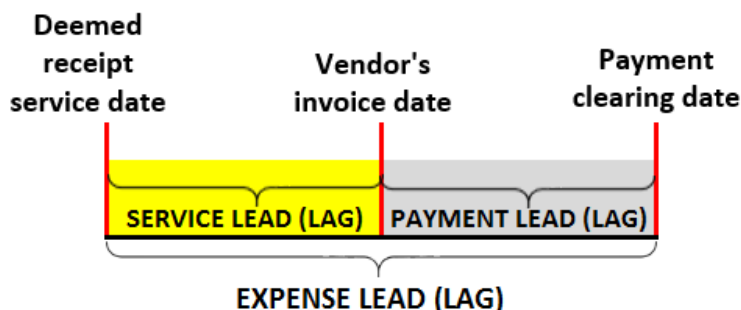 Deemed
receipt
service date
Vendor's
invoice date
Payment
clearing date
SERVICE LEAD (LAG)
PAYMENT LEAD (LAG)
EXPENSE LEAD (LAG)